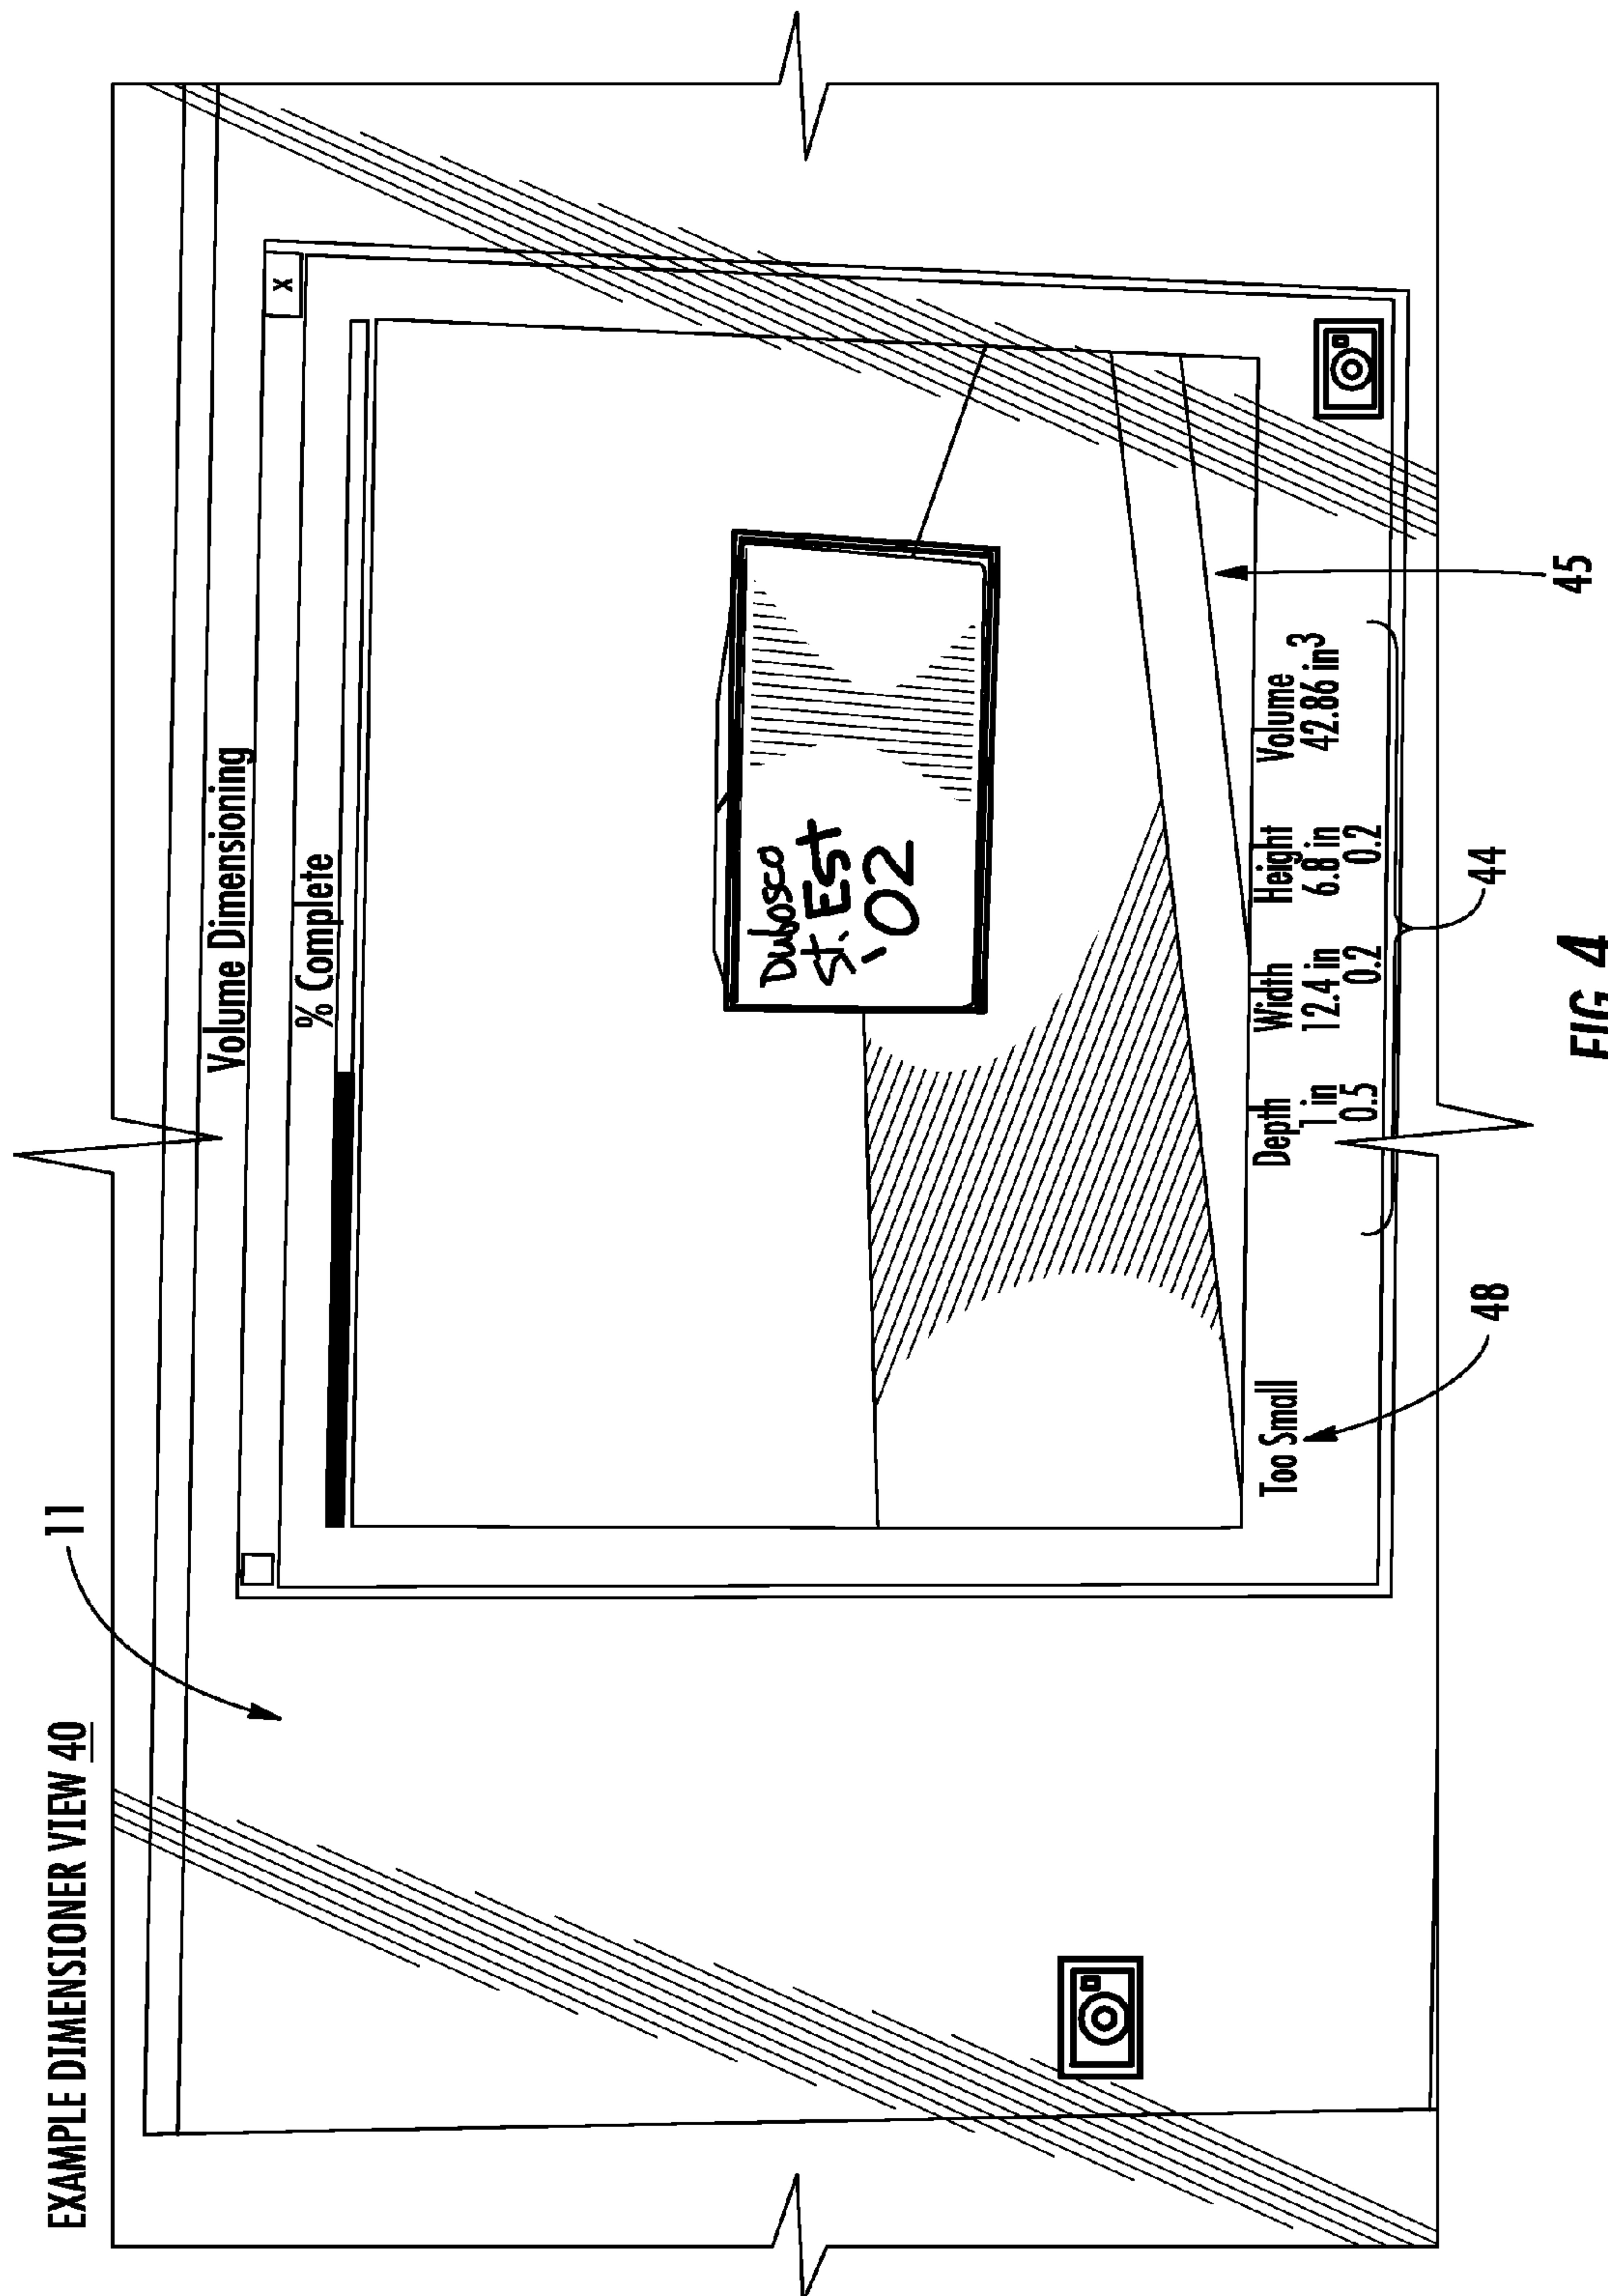 EXAMPLE DIMENSIONER VIEW 40
11
Volume Dimensioning
X
% Complete
Dubosco
St. Est
'02
Too Small
Depth Width Height Volume
1 in 12.4 in 6.8 in 42.86 in³
0.5 0.2 0.2
48
44
45
FIG. 4